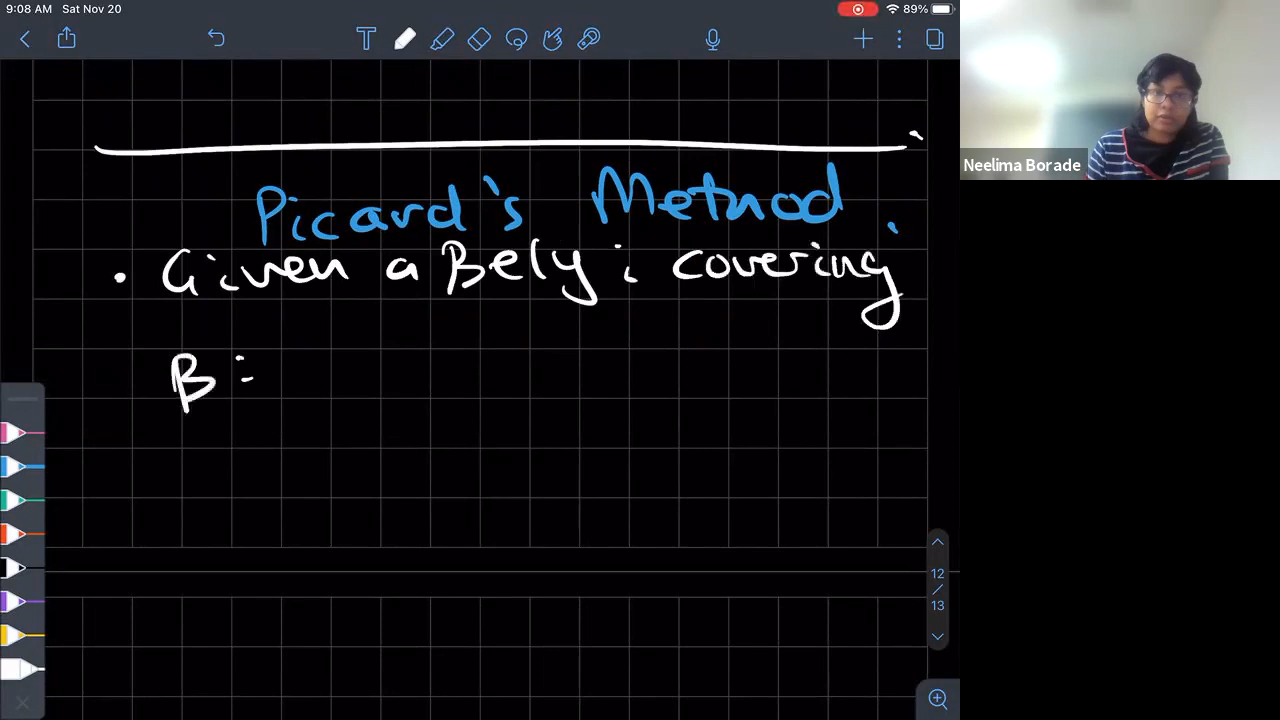 9:08 AM Sat Nov 20
89%
T
Neelima Borade
Picard's Method.
• Given a Belyi covering
B:
12
/
13